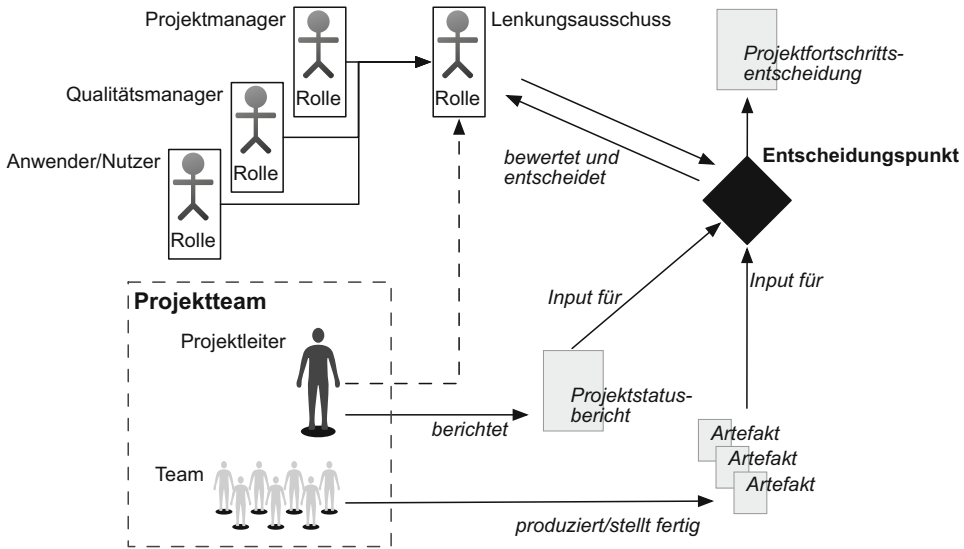 Projektmanager
Rolle
Lenkungsausschuss
Rolle
Projektfortschritts-
entscheidung
Qualitätsmanager
Rolle
Anwender/Nutzer
Rolle
bewertet und
entscheidet
Entscheidungspunkt
Projektteam
Projektleiter
Input für
Input für
Projektstatus-
bericht
berichtet
Team
Artefakt
Artefakt
Artefakt
produziert/stellt fertig